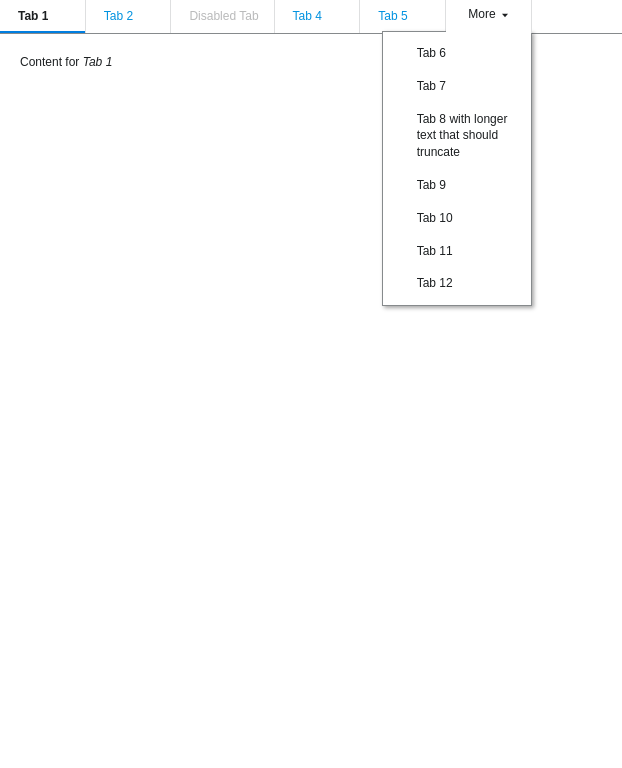 Tab 1 Tab 2 Disabled Tab Tab 4 Tab 5 More
Content for Tab 1
Tab 6
Tab 7
Tab 8 with longer
text that should
truncate
Tab 9
Tab 10
Tab 11
Tab 12